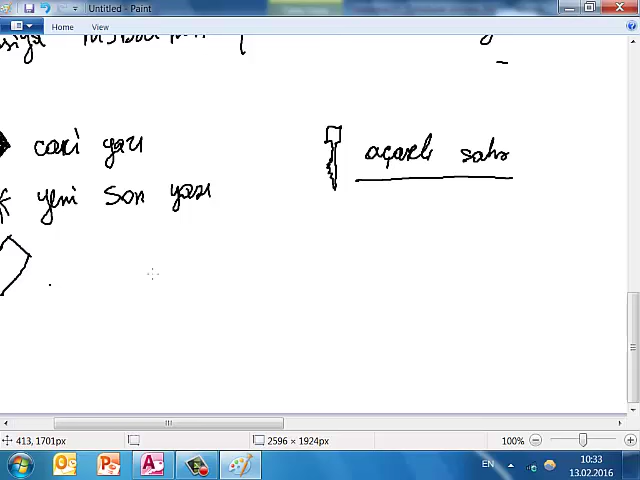 Untitled - Paint
Home View
cari yazı
açarlı sahə
yeni son yazı
413, 1701px
2596 × 1924px
100%
EN
10:33
13.02.2016